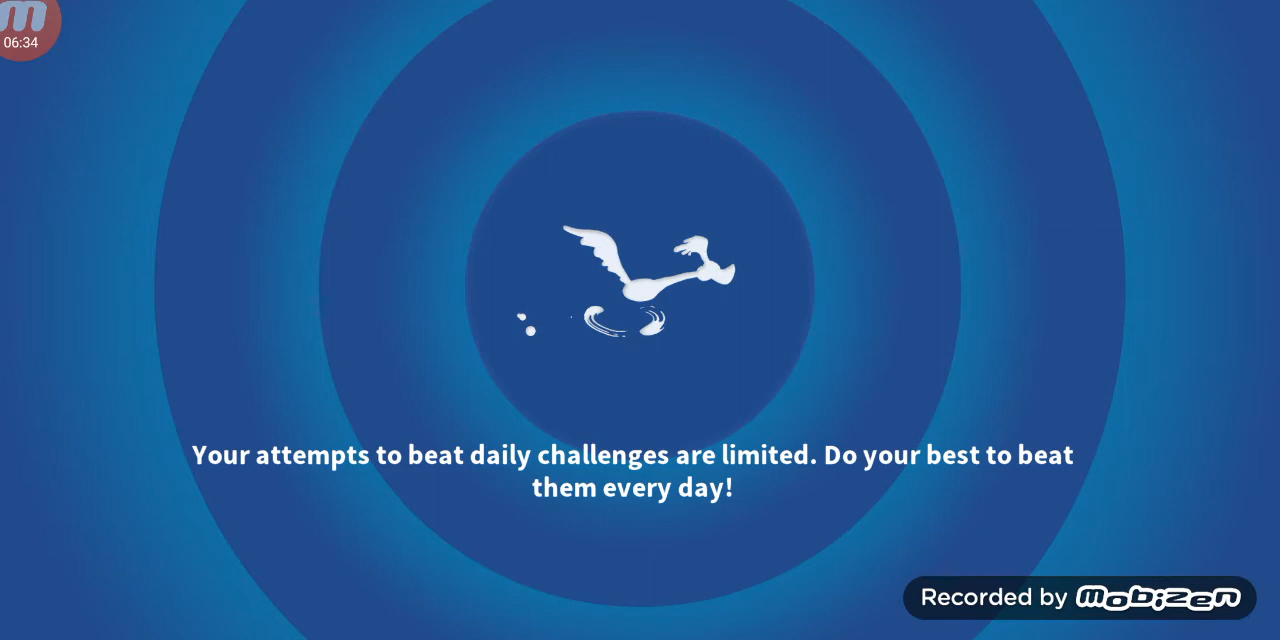 06:34
Your attempts to beat daily challenges are limited. Do your best to beat
them every day!
Recorded by mobizen